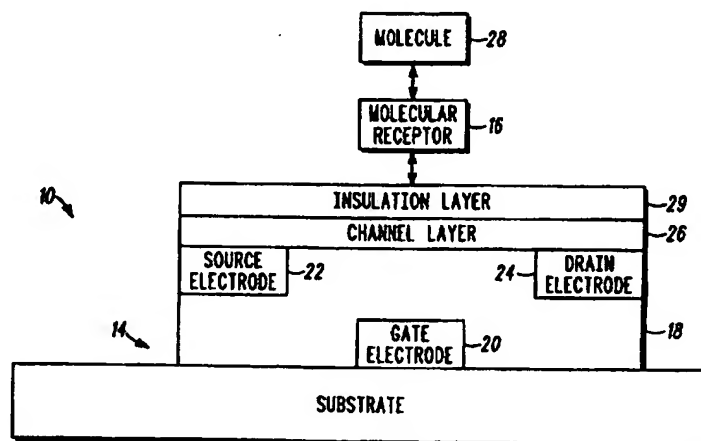 MOLECULE 28
MOLECULAR
RECEPTOR 16
10
INSULATION LAYER 29
CHANNEL LAYER 26
SOURCE
ELECTRODE 22
24 DRAIN
ELECTRODE
14
GATE
ELECTRODE 20
18
SUBSTRATE